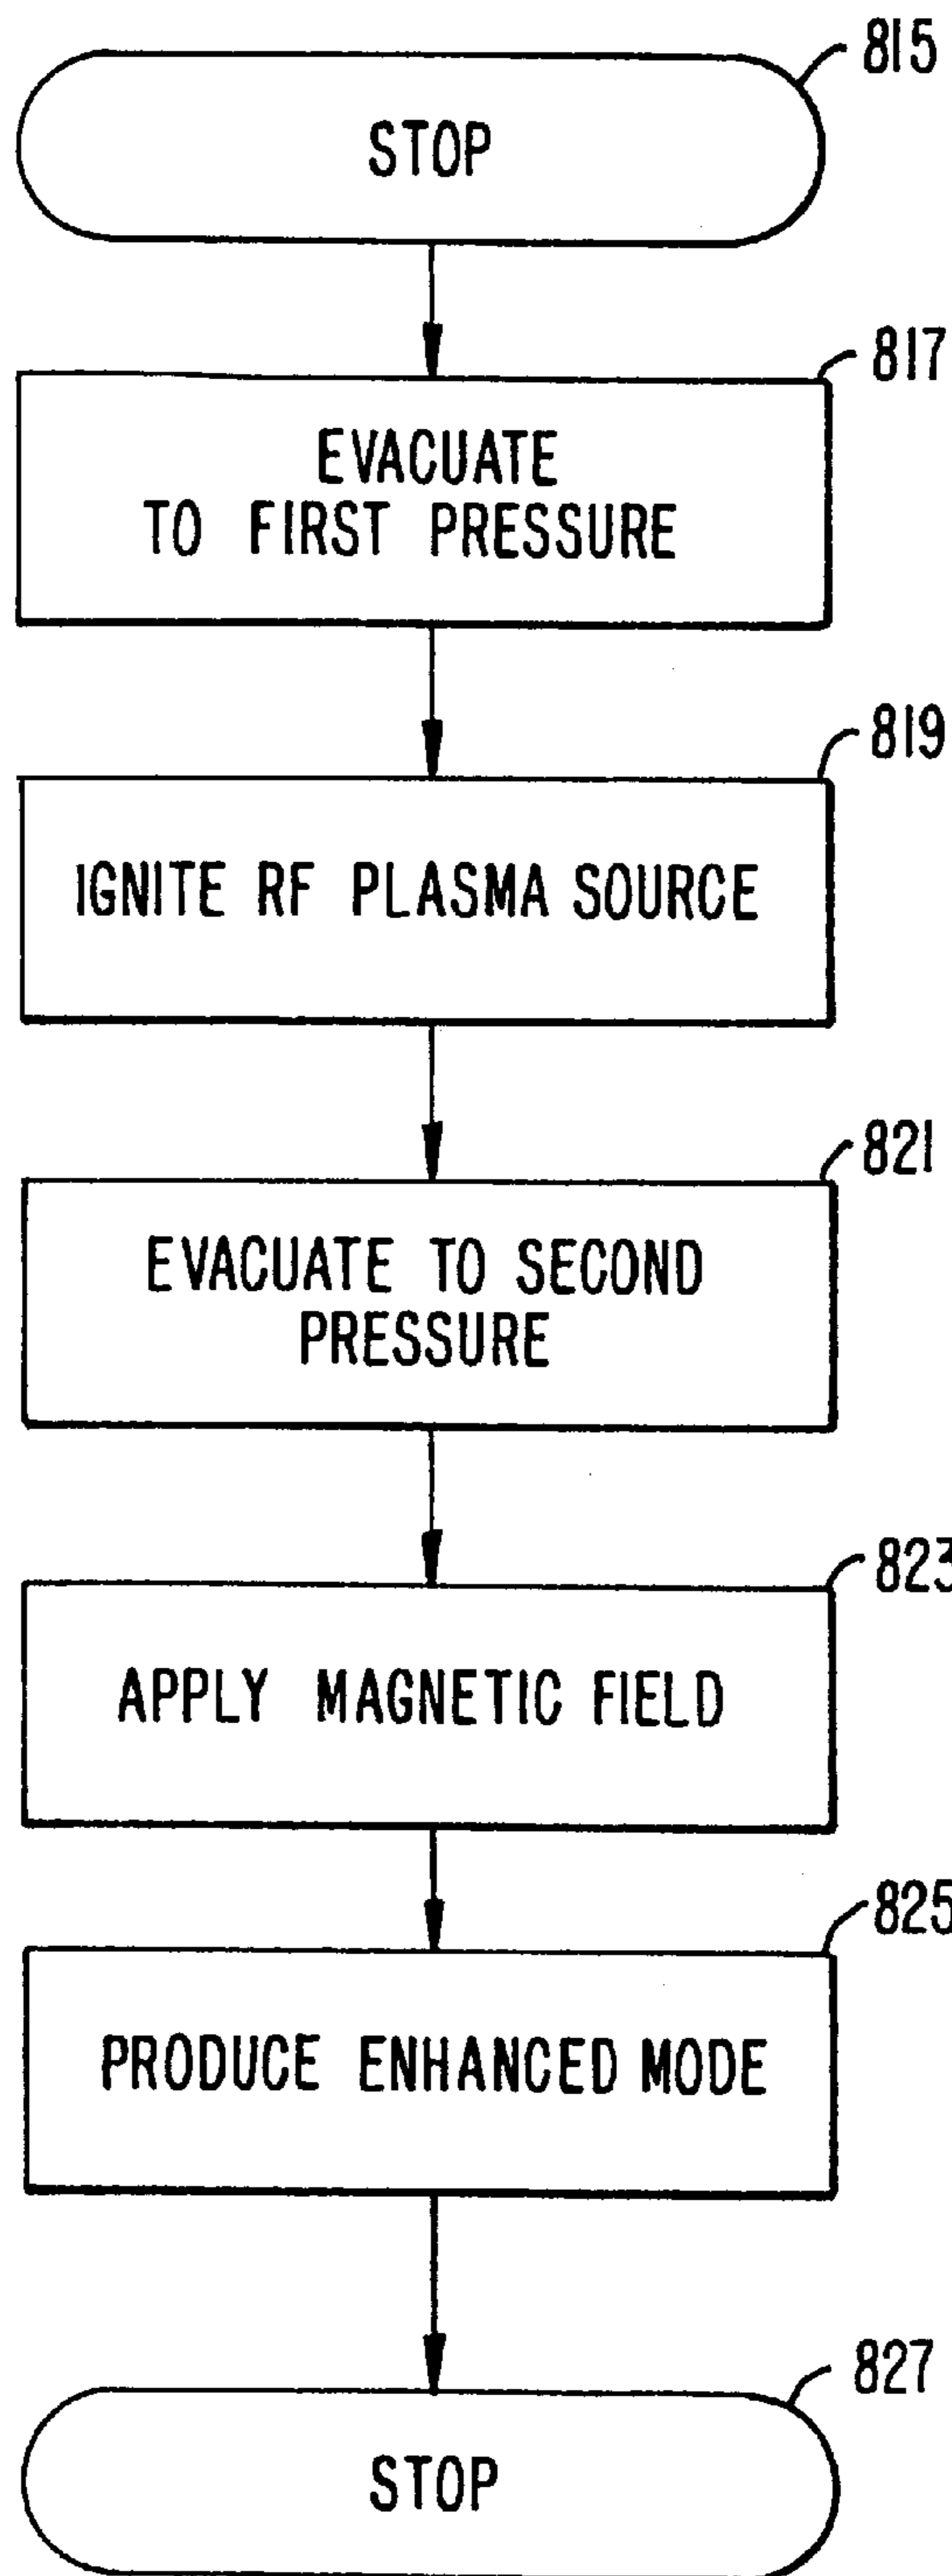 815
STOP
817
EVACUATE
TO FIRST PRESSURE
819
IGNITE RF PLASMA SOURCE
821
EVACUATE TO SECOND
PRESSURE
823
APPLY MAGNETIC FIELD
825
PRODUCE ENHANCED MODE
827
STOP